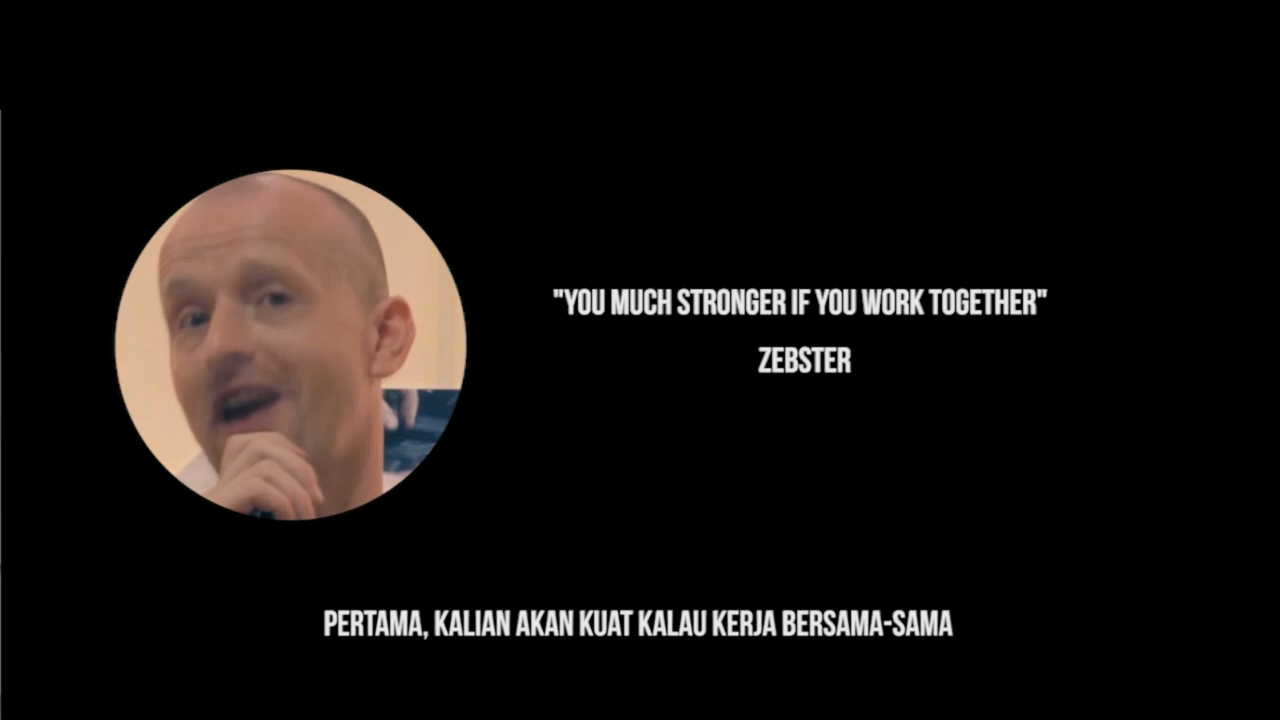 "YOU MUCH STRONGER IF YOU WORK TOGETHER"
ZEBSTER
PERTAMA, KALIAN AKAN KUAT KALAU KERJA BERSAMA-SAMA